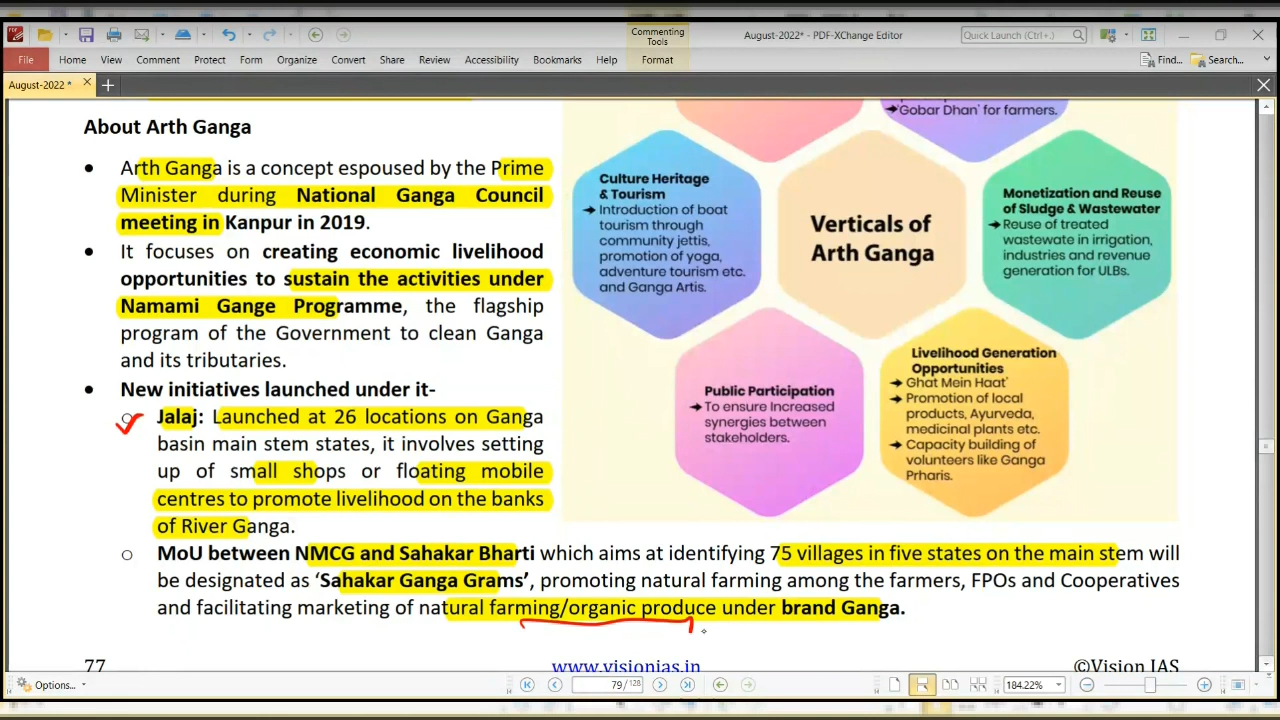 Commenting
Tools
August-2022* - PDF-XChange Editor
Quick Launch (Ctrl+.)
File
Home
View
Comment
Protect
Form
Organize
Convert
Share
Review
Accessibility
Bookmarks
Help
Format
Find...
Search...
August-2022 *
About Arth Ganga
Arth Ganga is a concept espoused by the Prime
Minister during National Ganga Council
meeting in Kanpur in 2019.
It focuses on creating economic livelihood
opportunities to sustain the activities under
Namami Gange Programme, the flagship
program of the Government to clean Ganga
and its tributaries.
New initiatives launched under it-
Jalaj: Launched at 26 locations on Ganga
basin main stem states, it involves setting
up of small shops or floating mobile
centres to promote livelihood on the banks
of River Ganga.
MoU between NMCG and Sahakar Bharti which aims at identifying 75 villages in five states on the main stem will
be designated as ‘Sahakar Ganga Grams’, promoting natural farming among the farmers, FPOs and Cooperatives
and facilitating marketing of natural farming/organic produce under brand Ganga.
'Gobar Dhan' for farmers.
Culture Heritage
& Tourism
Introduction of boat
tourism through
community jettis,
promotion of yoga,
adventure tourism etc.
and Ganga Artis.
Verticals of
Arth Ganga
Monetization and Reuse
of Sludge & Wastewater
Reuse of treated
wastewate in irrigation,
industries and revenue
generation for ULBs.
Public Participation
To ensure Increased
synergies between
stakeholders.
Livelihood Generation
Opportunities
Ghat Mein Haat'
Promotion of local
products, Ayurveda,
medicinal plants etc.
Capacity building of
volunteers like Ganga
Prharis.
77
www.visionias.in
©Vision IAS
Options...
79 / 128
184.22%